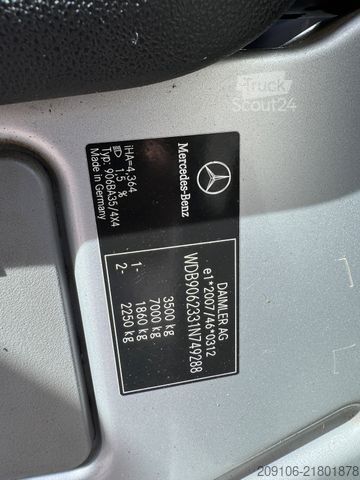 Truck
Scout24
Mercedes-Benz
DAIMLER AG
e1*2007/46*0312
WDB9062331N749288
3500 kg
7000 kg
1- 1860 kg
2- 2250 kg
iHA=4,364
1,5 %
Typ: 906BA35/4X4
Made in Germany
209106-21801878